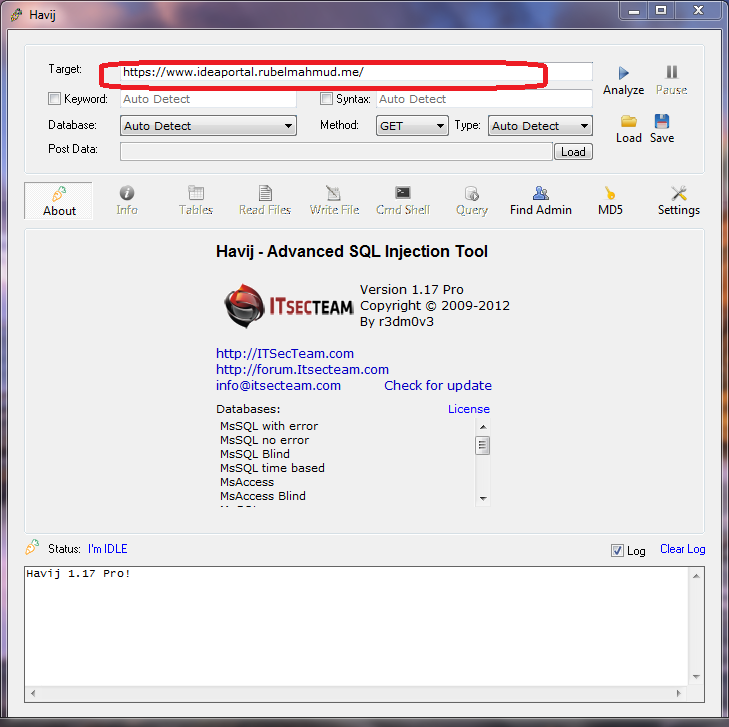 Havij
Target: https://www.ideaportal.rubelmahmud.me/
Analyze Pause
Keyword: Auto Detect Syntax: Auto Detect
Database: Auto Detect Method: GET Type: Auto Detect
Load Save
Post Data: Load
About Info Tables Read Files Write File Cmd Shell Query Find Admin MD5 Settings
Havij - Advanced SQL Injection Tool
ITSECTEAM
Version 1.17 Pro
Copyright © 2009-2012
By r3dm0v3
http://ITSecTeam.com
http://forum.Itsecteam.com
info@itsecteam.com Check for update
Databases: License
MsSQL with error
MsSQL no error
MsSQL Blind
MsSQL time based
MsAccess
MsAccess Blind
Status: I'm IDLE Log Clear Log
Havij 1.17 Pro!